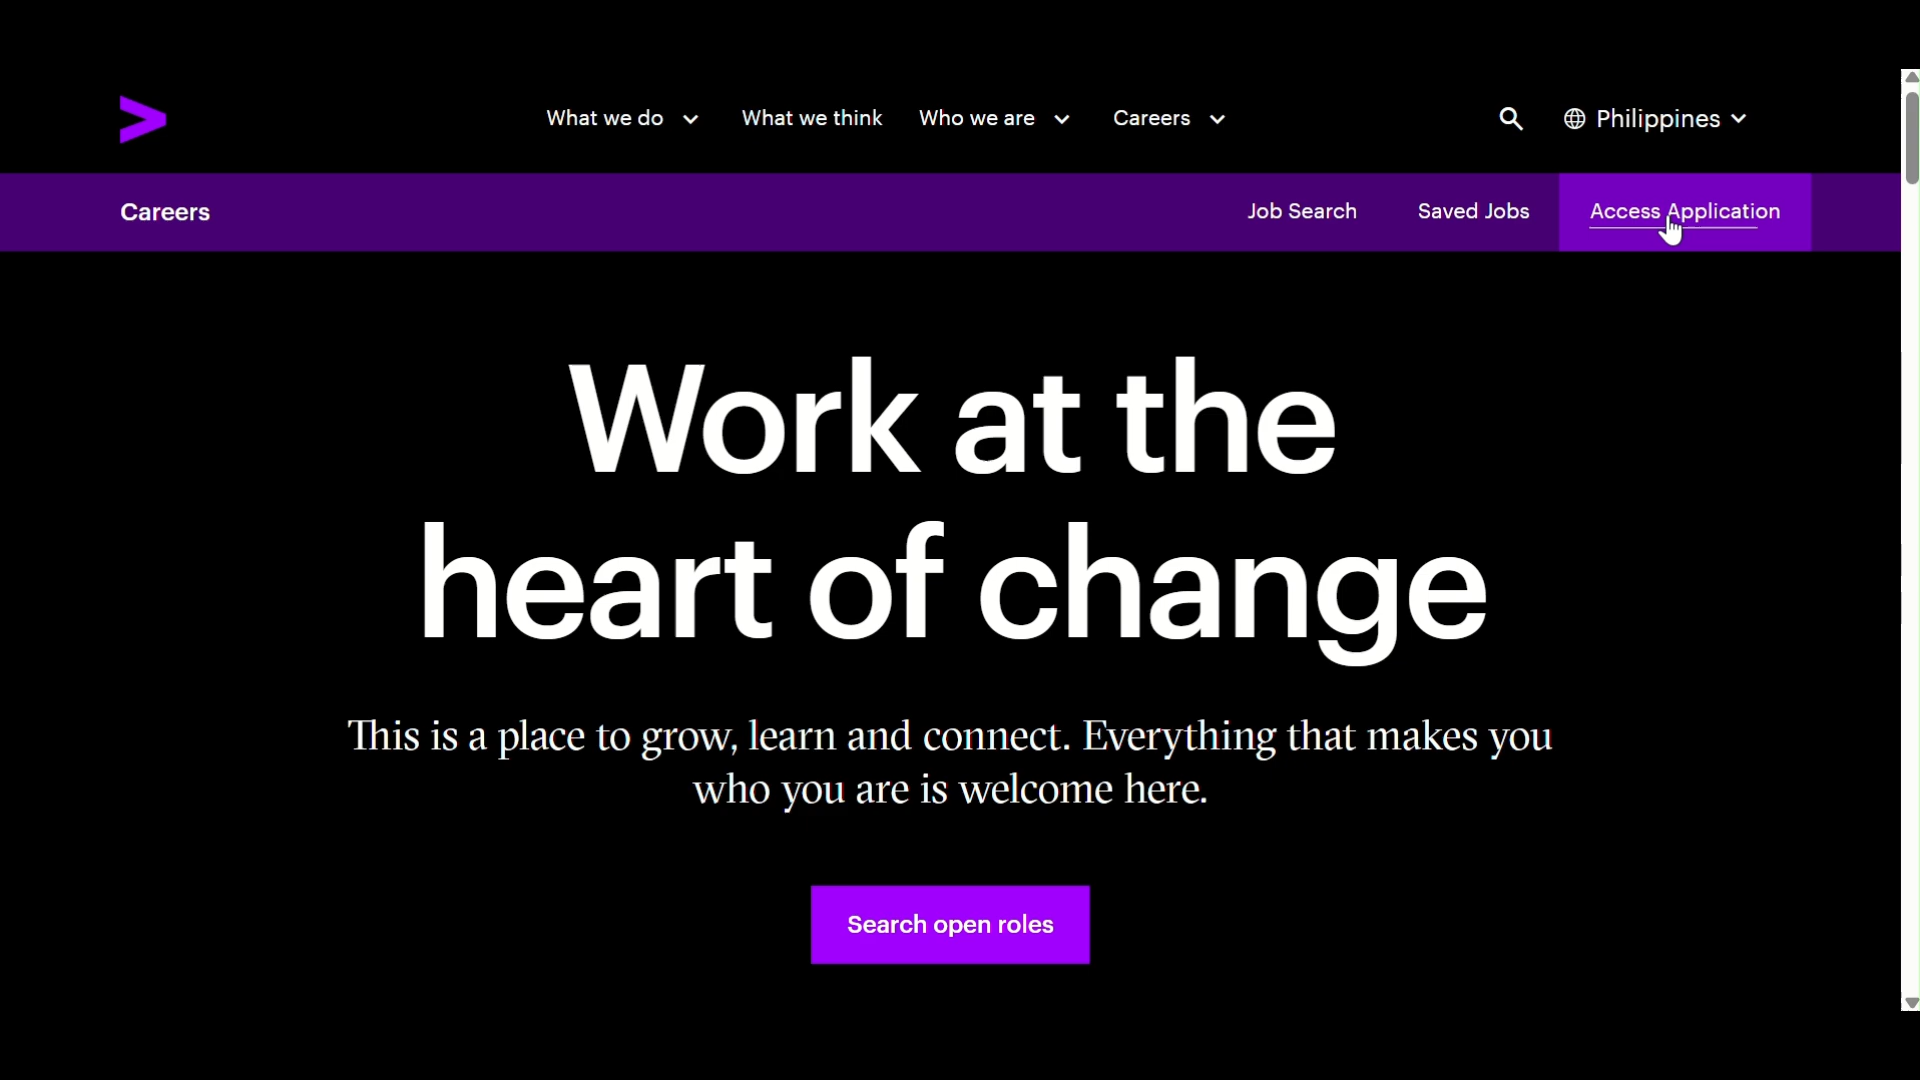 What we do
What we think
Who we are
Careers
Philippines
Careers
Job Search
Saved Jobs
Access Application
Work at the
heart of change
This is a place to grow, learn and connect. Everything that makes you
who you are is welcome here.
Search open roles